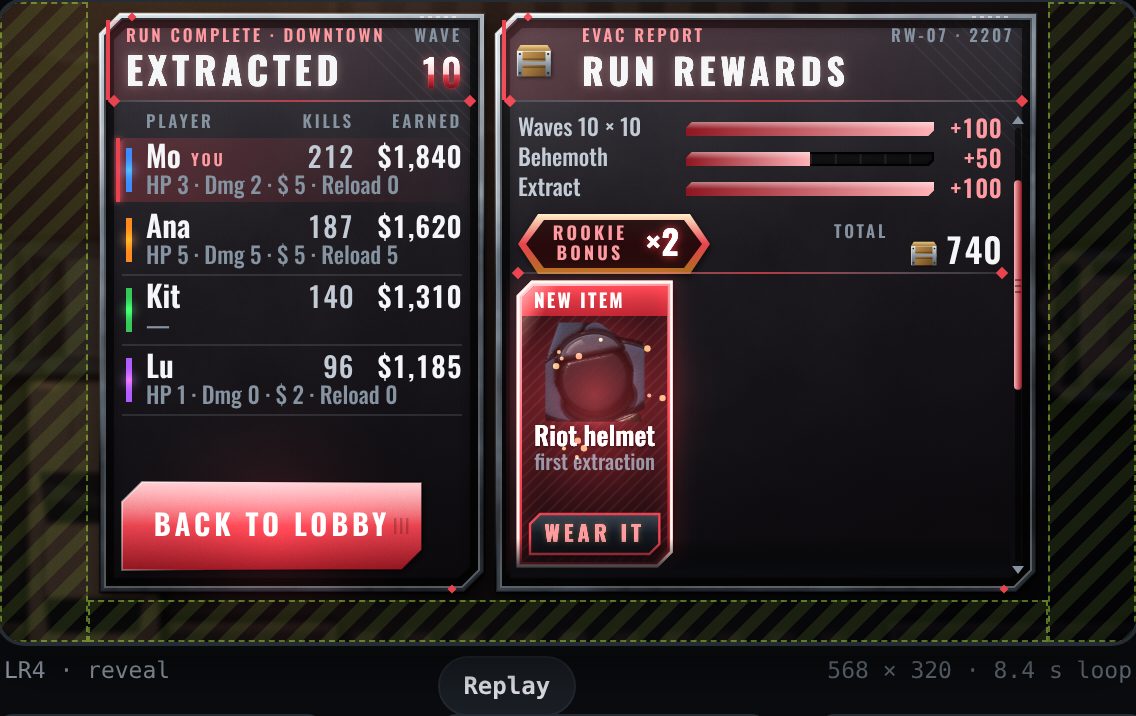 RUN COMPLETE · DOWNTOWN WAVE
EXTRACTED 10
PLAYER KILLS EARNED
Mo YOU 212 $1,840
HP 3 · Dmg 2 · $ 5 · Reload 0
Ana 187 $1,620
HP 5 · Dmg 5 · $ 5 · Reload 5
Kit 140 $1,310
—
Lu 96 $1,185
HP 1 · Dmg 0 · $ 2 · Reload 0
BACK TO LOBBY
EVAC REPORT RW-07 · 2207
RUN REWARDS
Waves 10 × 10 +100
Behemoth +50
Extract +100
ROOKIE
BONUS ×2
TOTAL
740
NEW ITEM
Riot helmet
first extraction
WEAR IT
LR4 · reveal
Replay
568 × 320 · 8.4 s loop